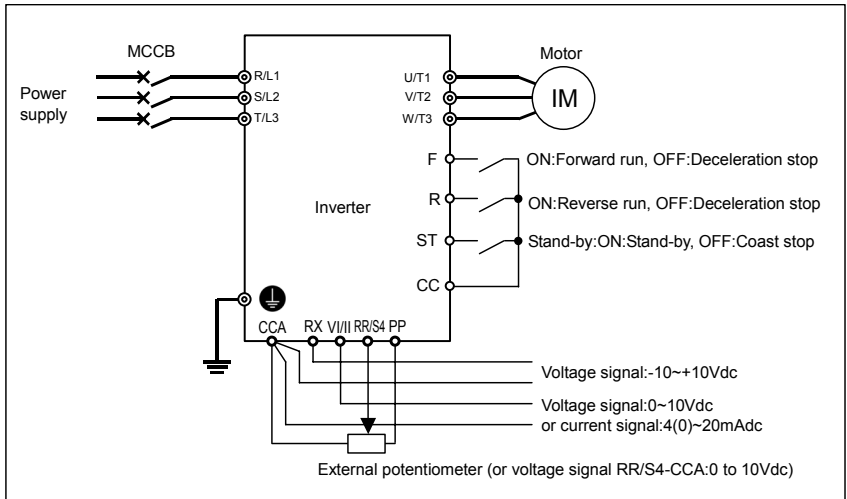 MCCB
Motor
Power
supply
R/L1
S/L2
T/L3
U/T1
V/T2
W/T3
IM
F
ON:Forward run, OFF:Deceleration stop
R
ON:Reverse run, OFF:Deceleration stop
Inverter
ST
Stand-by:ON:Stand-by, OFF:Coast stop
CC
CCA RX VI/II RR/S4 PP
Voltage signal:-10~+10Vdc
Voltage signal:0~10Vdc
or current signal:4(0)~20mAdc
External potentiometer (or voltage signal RR/S4-CCA:0 to 10Vdc)